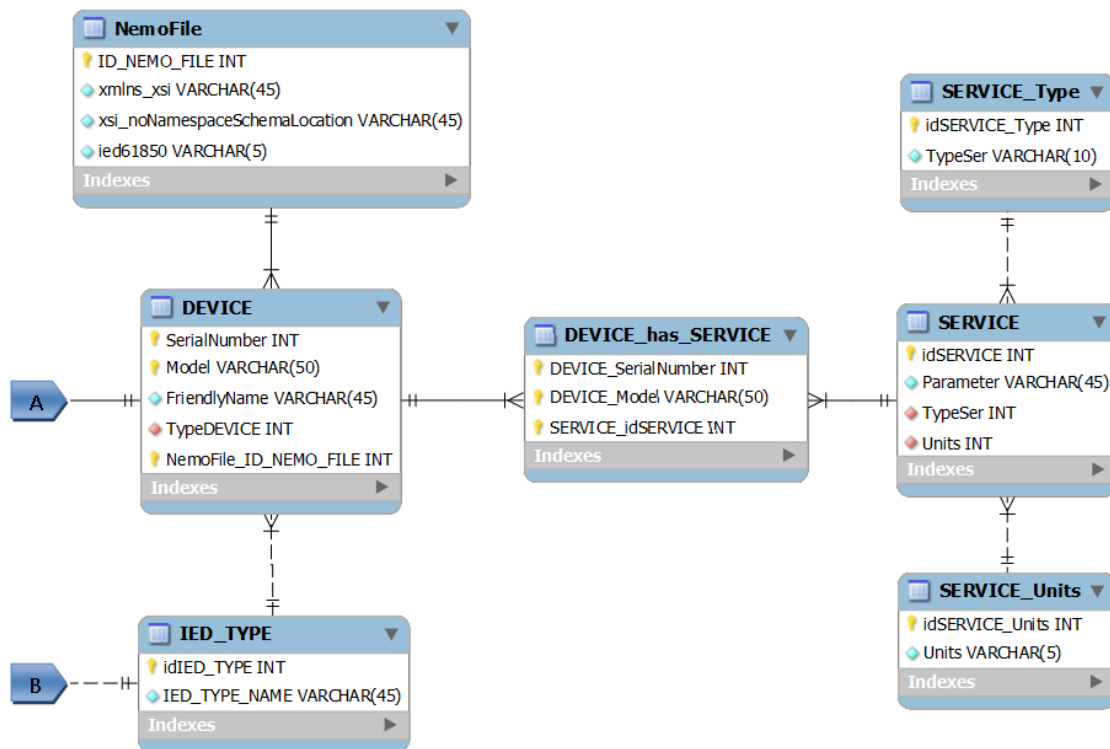 NemoFile
ID_NEMO_FILE INT
xmlns_xsi VARCHAR(45)
xsi_noNamespaceSchemaLocation VARCHAR(45)
ied61850 VARCHAR(5)
Indexes
SERVICE_Type
idSERVICE_Type INT
TypeSer VARCHAR(10)
Indexes
A
DEVICE
SerialNumber INT
Model VARCHAR(50)
FriendlyName VARCHAR(45)
TypeDEVICE INT
NemoFile_ID_NEMO_FILE INT
Indexes
DEVICE_has_SERVICE
DEVICE_SerialNumber INT
DEVICE_Model VARCHAR(50)
SERVICE_idSERVICE INT
Indexes
SERVICE
idSERVICE INT
Parameter VARCHAR(45)
TypeSer INT
Units INT
Indexes
B
IED_TYPE
idIED_TYPE INT
IED_TYPE_NAME VARCHAR(45)
Indexes
SERVICE_Units
idSERVICE_Units INT
Units VARCHAR(5)
Indexes